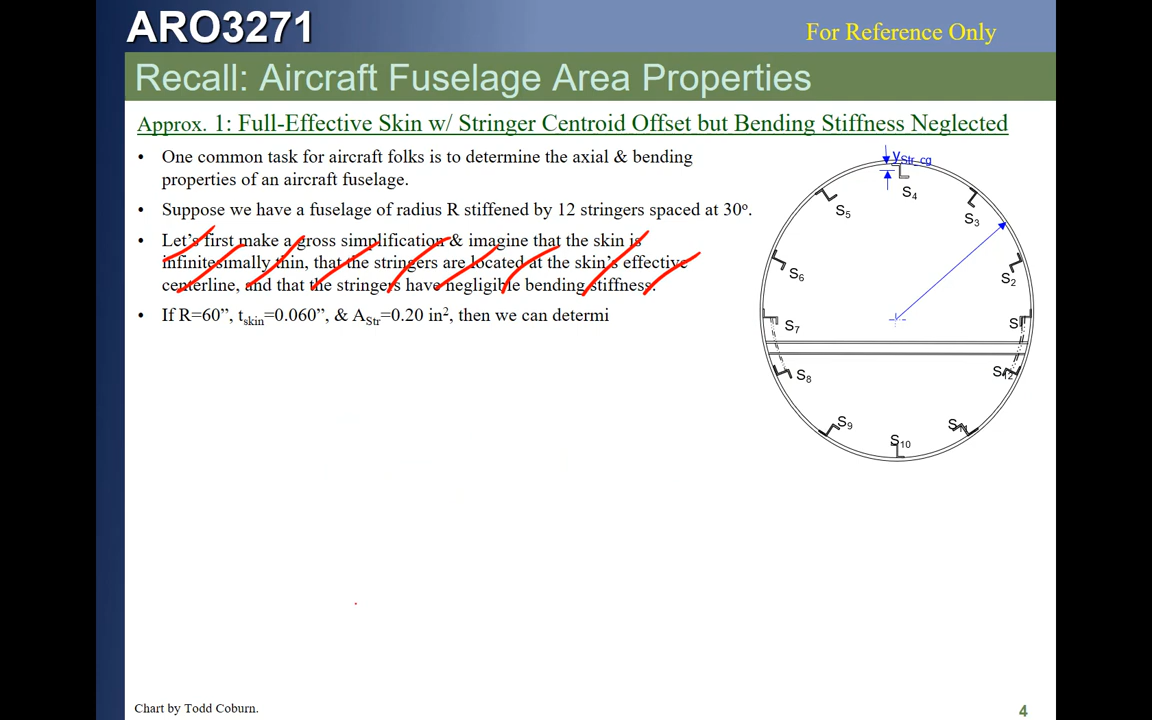 ARO3271
For Reference Only
Recall: Aircraft Fuselage Area Properties
Approx. 1: Full-Effective Skin w/ Stringer Centroid Offset but Bending Stiffness Neglected
• One common task for aircraft folks is to determine the axial & bending
properties of an aircraft fuselage.
• Suppose we have a fuselage of radius R stiffened by 12 stringers spaced at 30º.
• Let's first make a gross simplification & imagine that the skin is
infinitesimally thin, that the stringers are located at the skin's effective
centerline, and that the stringers have negligible bending stiffness.
• If R=60”, tskin=0.060”, & AStr=0.20 in², then we can determi
yStr_cg
S4
S5
S3
S6
S2
S7
S8
S12
S9
S10
Chart by Todd Coburn.
4